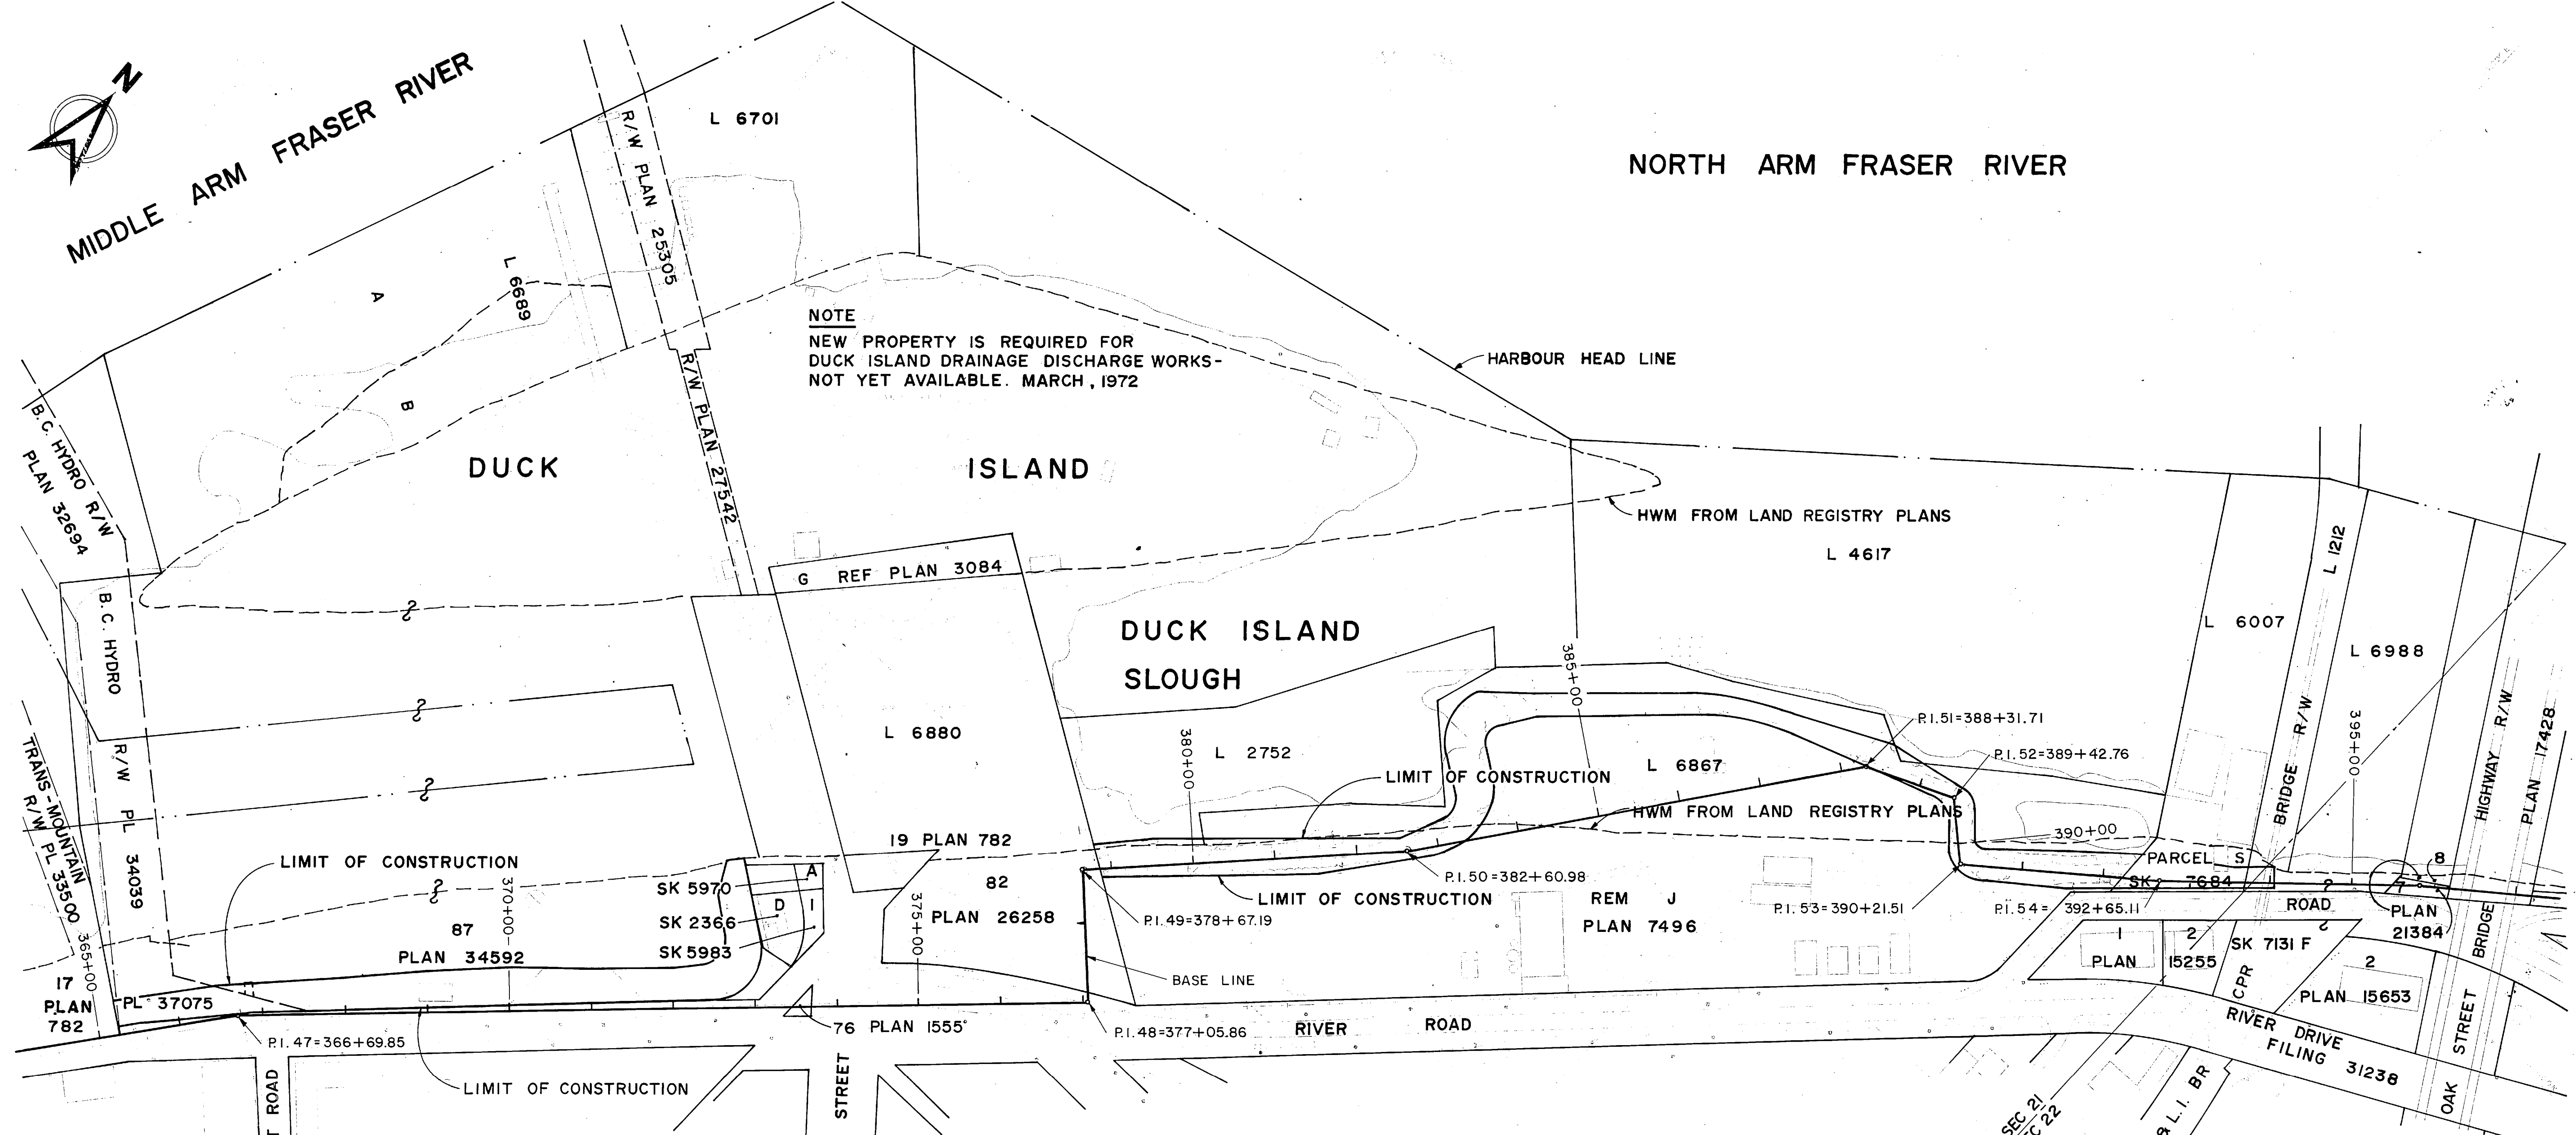 N
MIDDLE ARM FRASER RIVER
NORTH ARM FRASER RIVER
L 6701
R/W PLAN 25305
A
L 6689
B
NOTE
NEW PROPERTY IS REQUIRED FOR
DUCK ISLAND DRAINAGE DISCHARGE WORKS-
NOT YET AVAILABLE. MARCH, 1972
HARBOUR HEAD LINE
R/W PLAN 27542
B.C. HYDRO R/W
PLAN 32694
DUCK ISLAND
HWM FROM LAND REGISTRY PLANS
L 4617
L 1212
G REF PLAN 3084
B.C. HYDRO
R/W PL 34039
DUCK ISLAND
SLOUGH
L 6007
L 6988
385+00
L 6880
380+00
L 2752
L 6867
P.I.51=388+31.71
P.I.52=389+42.76
395+00
BRIDGE R/W
HIGHWAY R/W
PLAN 17428
TRANS-MOUNTAIN
R/W PL 33500
LIMIT OF CONSTRUCTION
HWM FROM LAND REGISTRY PLANS
390+00
19 PLAN 782
LIMIT OF CONSTRUCTION
PARCEL S
8
SK 5970
A
82
P.I.50=382+60.98
SK 7684
7
370+00
SK 2366
D
1
PLAN 26258
LIMIT OF CONSTRUCTION
REM J
PLAN 7496
P.I.53=390+21.51
P.I.54= 392+65.11
ROAD
PLAN
21384
375+00
P.I.49=378+67.19
87
PLAN 34592
SK 5983
365+00
1
PLAN
2
15255
SK 7131 F
BRIDGE
17
PLAN
782
PL 37075
BASE LINE
CPR
2
PLAN 15653
76 PLAN 1555
P.I.48=377+05.86
RIVER ROAD
RIVER DRIVE
FILING 31238
STREET
P.I.47=366+69.85
LIMIT OF CONSTRUCTION
ROAD
STREET
SEC 21
SEC 22
& L.I. BR
OAK